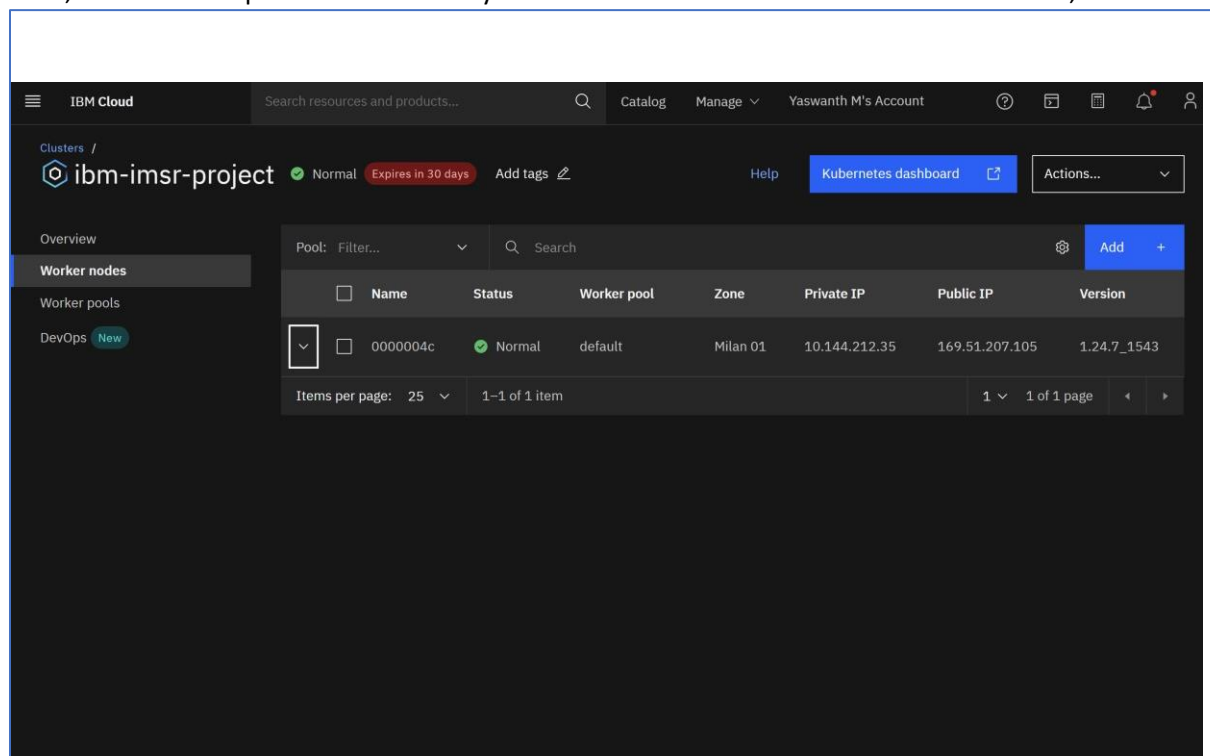 IBM Cloud Search resources and products... Catalog Manage Yaswanth M's Account
Clusters /
ibm-imsr-project Normal Expires in 30 days Add tags Help Kubernetes dashboard Actions...
Overview
Pool: Filter... Search Add +
Worker nodes
Name Status Worker pool Zone Private IP Public IP Version
Worker pools
DevOps New
0000004c Normal default Milan 01 10.144.212.35 169.51.207.105 1.24.7_1543
Items per page: 25 1–1 of 1 item 1 1 of 1 page